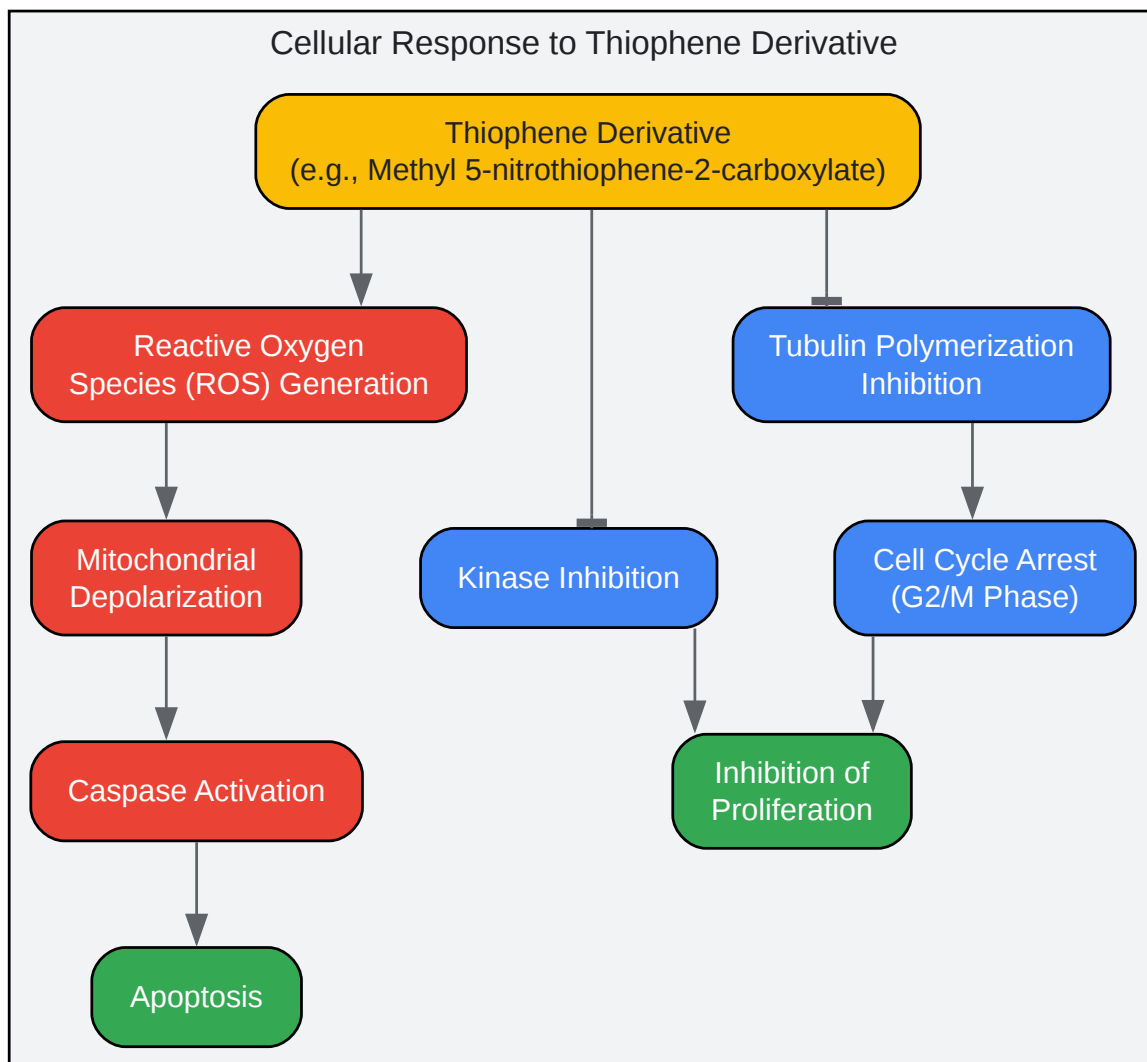 Cellular Response to Thiophene Derivative
Thiophene Derivative
(e.g., Methyl 5-nitrothiophene-2-carboxylate)
Reactive Oxygen
Species (ROS) Generation
Tubulin Polymerization
Inhibition
Mitochondrial
Depolarization
Kinase Inhibition
Cell Cycle Arrest
(G2/M Phase)
Caspase Activation
Inhibition of
Proliferation
Apoptosis